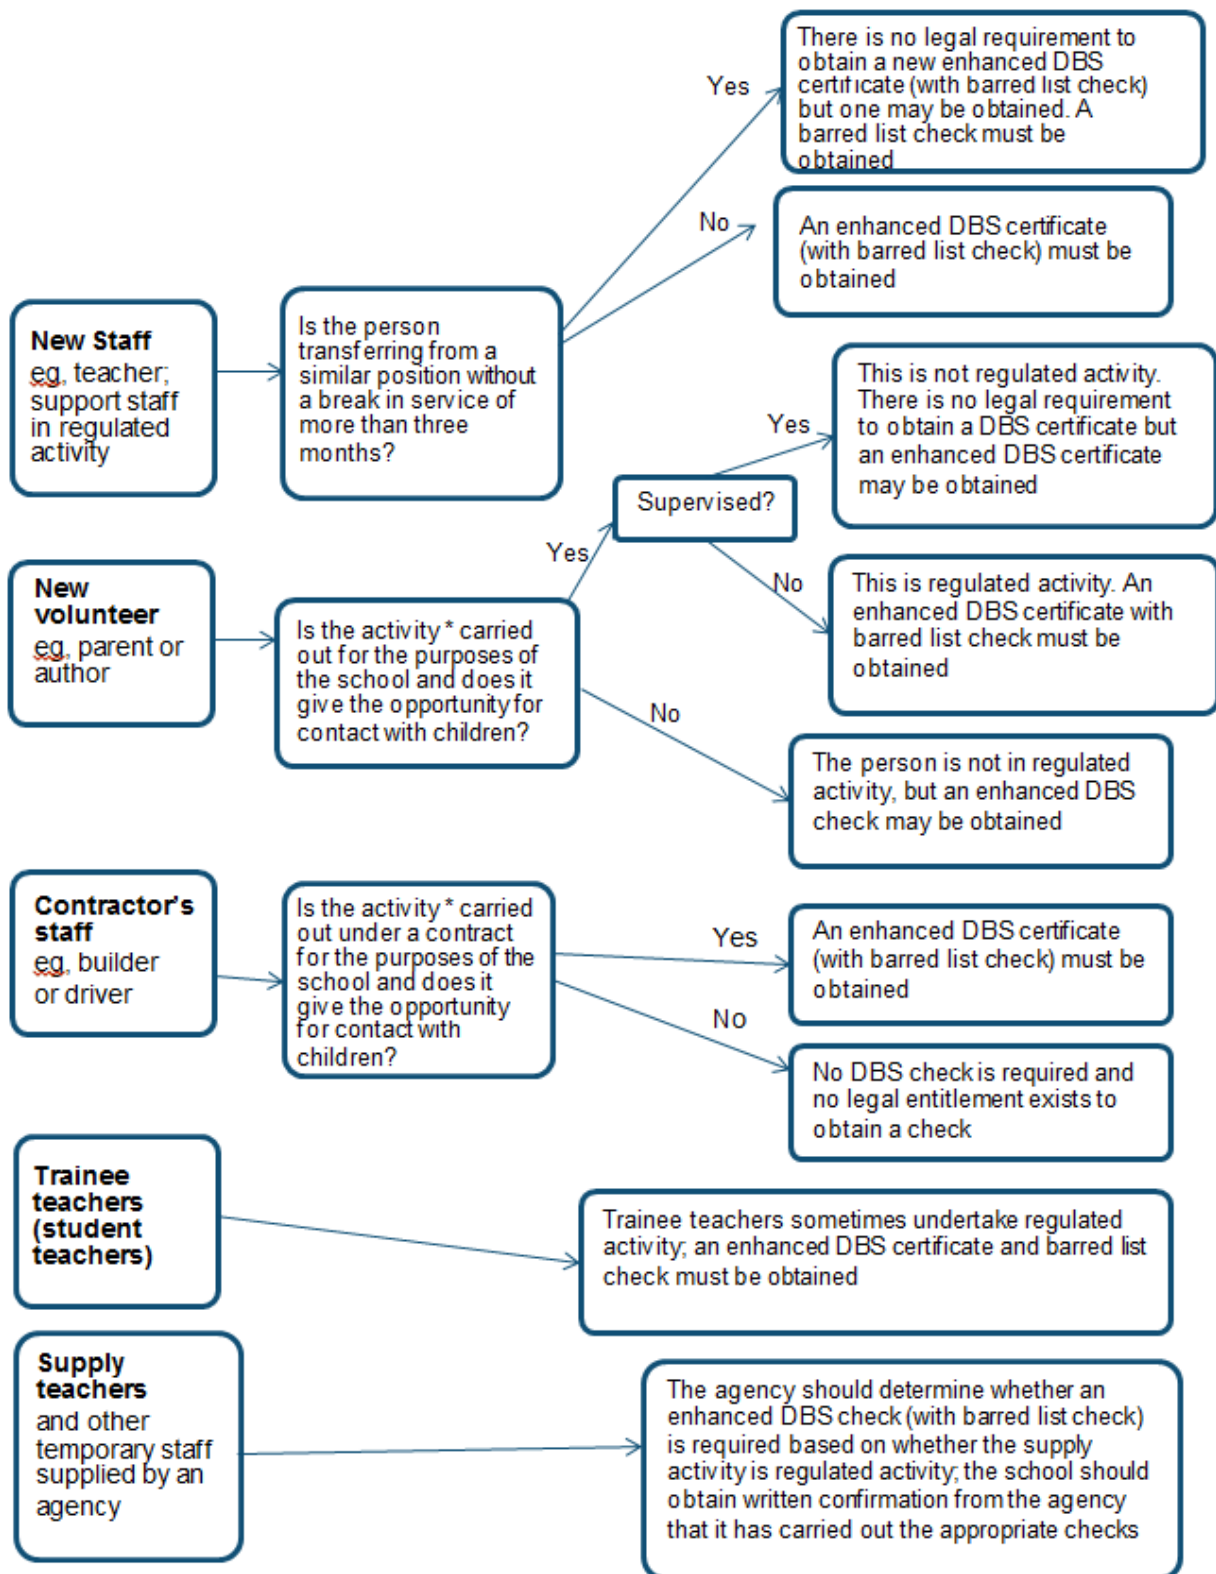 There is no legal requirement to
obtain a new enhanced DBS
certificate (with barred list check)
but one may be obtained. A
barred list check must be
obtained
Yes
No
An enhanced DBS certificate
(with barred list check) must be
obtained
New Staff
eg, teacher;
support staff
in regulated
activity
Is the person
transferring from a
similar position without
a break in service of
more than three
months?
This is not regulated activity.
There is no legal requirement
to obtain a DBS certificate but
an enhanced DBS certificate
may be obtained
Yes
Supervised?
Yes
No
This is regulated activity. An
enhanced DBS certificate with
barred list check must be
obtained
New
volunteer
eg, parent or
author
Is the activity * carried
out for the purposes of
the school and does it
give the opportunity for
contact with children?
No
The person is not in regulated
activity, but an enhanced DBS
check may be obtained
Contractor's
staff
eg, builder
or driver
Is the activity * carried
out under a contract
for the purposes of the
school and does it
give the opportunity
for contact with
children?
Yes
An enhanced DBS certificate
(with barred list check) must be
obtained
No
No DBS check is required and
no legal entitlement exists to
obtain a check
Trainee
teachers
(student
teachers)
Trainee teachers sometimes undertake regulated
activity; an enhanced DBS certificate and barred list
check must be obtained
Supply
teachers
and other
temporary staff
supplied by an
agency
The agency should determine whether an
enhanced DBS check (with barred list check)
is required based on whether the supply
activity is regulated activity; the school should
obtain written confirmation from the agency
that it has carried out the appropriate checks